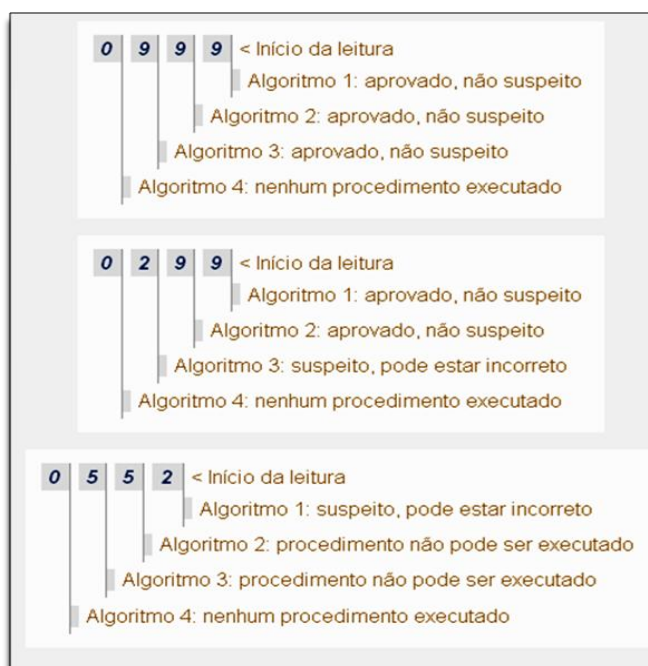 0 9 9 9 < Início da leitura
Algoritmo 1: aprovado, não suspeito
Algoritmo 2: aprovado, não suspeito
Algoritmo 3: aprovado, não suspeito
Algoritmo 4: nenhum procedimento executado
0 2 9 9 < Início da leitura
Algoritmo 1: aprovado, não suspeito
Algoritmo 2: aprovado, não suspeito
Algoritmo 3: suspeito, pode estar incorreto
Algoritmo 4: nenhum procedimento executado
0 5 5 2 < Início da leitura
Algoritmo 1: suspeito, pode estar incorreto
Algoritmo 2: procedimento não pode ser executado
Algoritmo 3: procedimento não pode ser executado
Algoritmo 4: nenhum procedimento executado